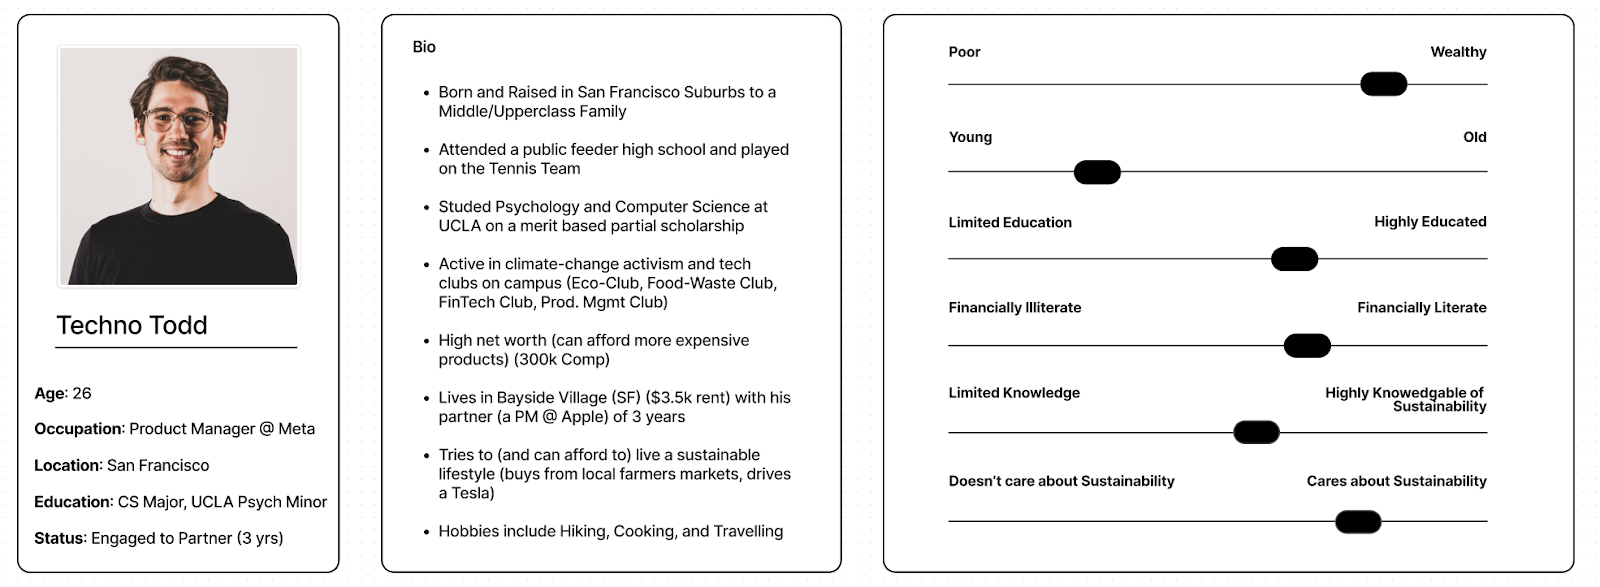 Techno Todd
Age: 26
Occupation: Product Manager @ Meta
Location: San Francisco
Education: CS Major, UCLA Psych Minor
Status: Engaged to Partner (3 yrs)
Bio
• Born and Raised in San Francisco Suburbs to a
Middle/Upperclass Family
• Attended a public feeder high school and played
on the Tennis Team
• Studed Psychology and Computer Science at
UCLA on a merit based partial scholarship
• Active in climate-change activism and tech
clubs on campus (Eco-Club, Food-Waste Club,
FinTech Club, Prod. Mgmt Club)
• High net worth (can afford more expensive
products) (300k Comp)
• Lives in Bayside Village (SF) ($3.5k rent) with his
partner (a PM @ Apple) of 3 years
• Tries to (and can afford to) live a sustainable
lifestyle (buys from local farmers markets, drives
a Tesla)
• Hobbies include Hiking, Cooking, and Travelling
Poor Wealthy
Young Old
Limited Education Highly Educated
Financially Illiterate Financially Literate
Limited Knowledge Highly Knowedgable of
Sustainability
Doesn't care about Sustainability Cares about Sustainability